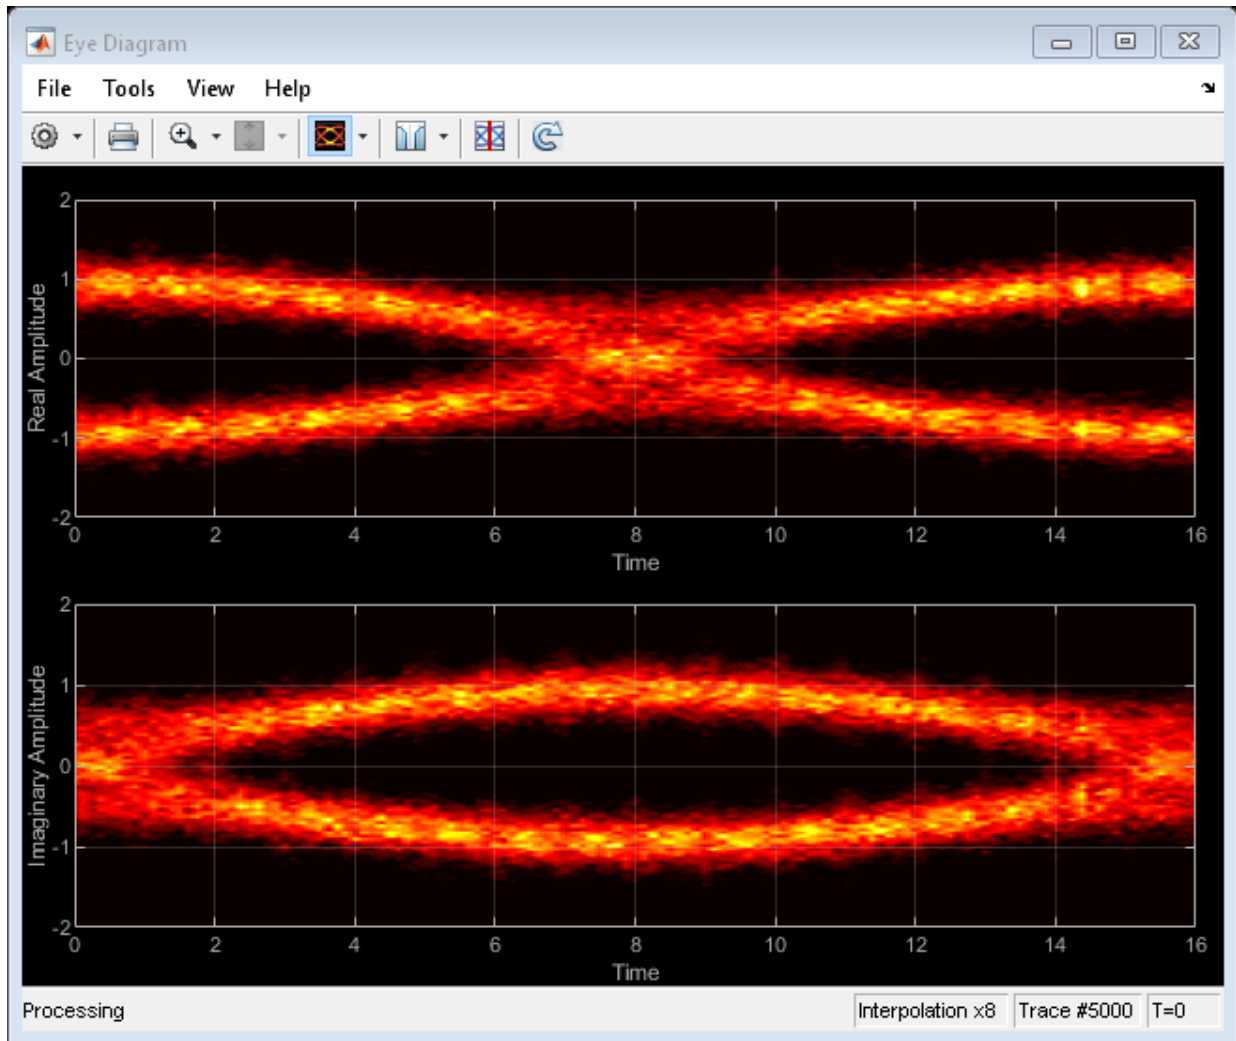 Eye Diagram
File Tools View Help
2
1
0
-1
-2
Real Amplitude
0 2 4 6 8 10 12 14 16
Time
2
1
0
-1
-2
Imaginary Amplitude
0 2 4 6 8 10 12 14 16
Time
Processing Interpolation x8 Trace #5000 T=0